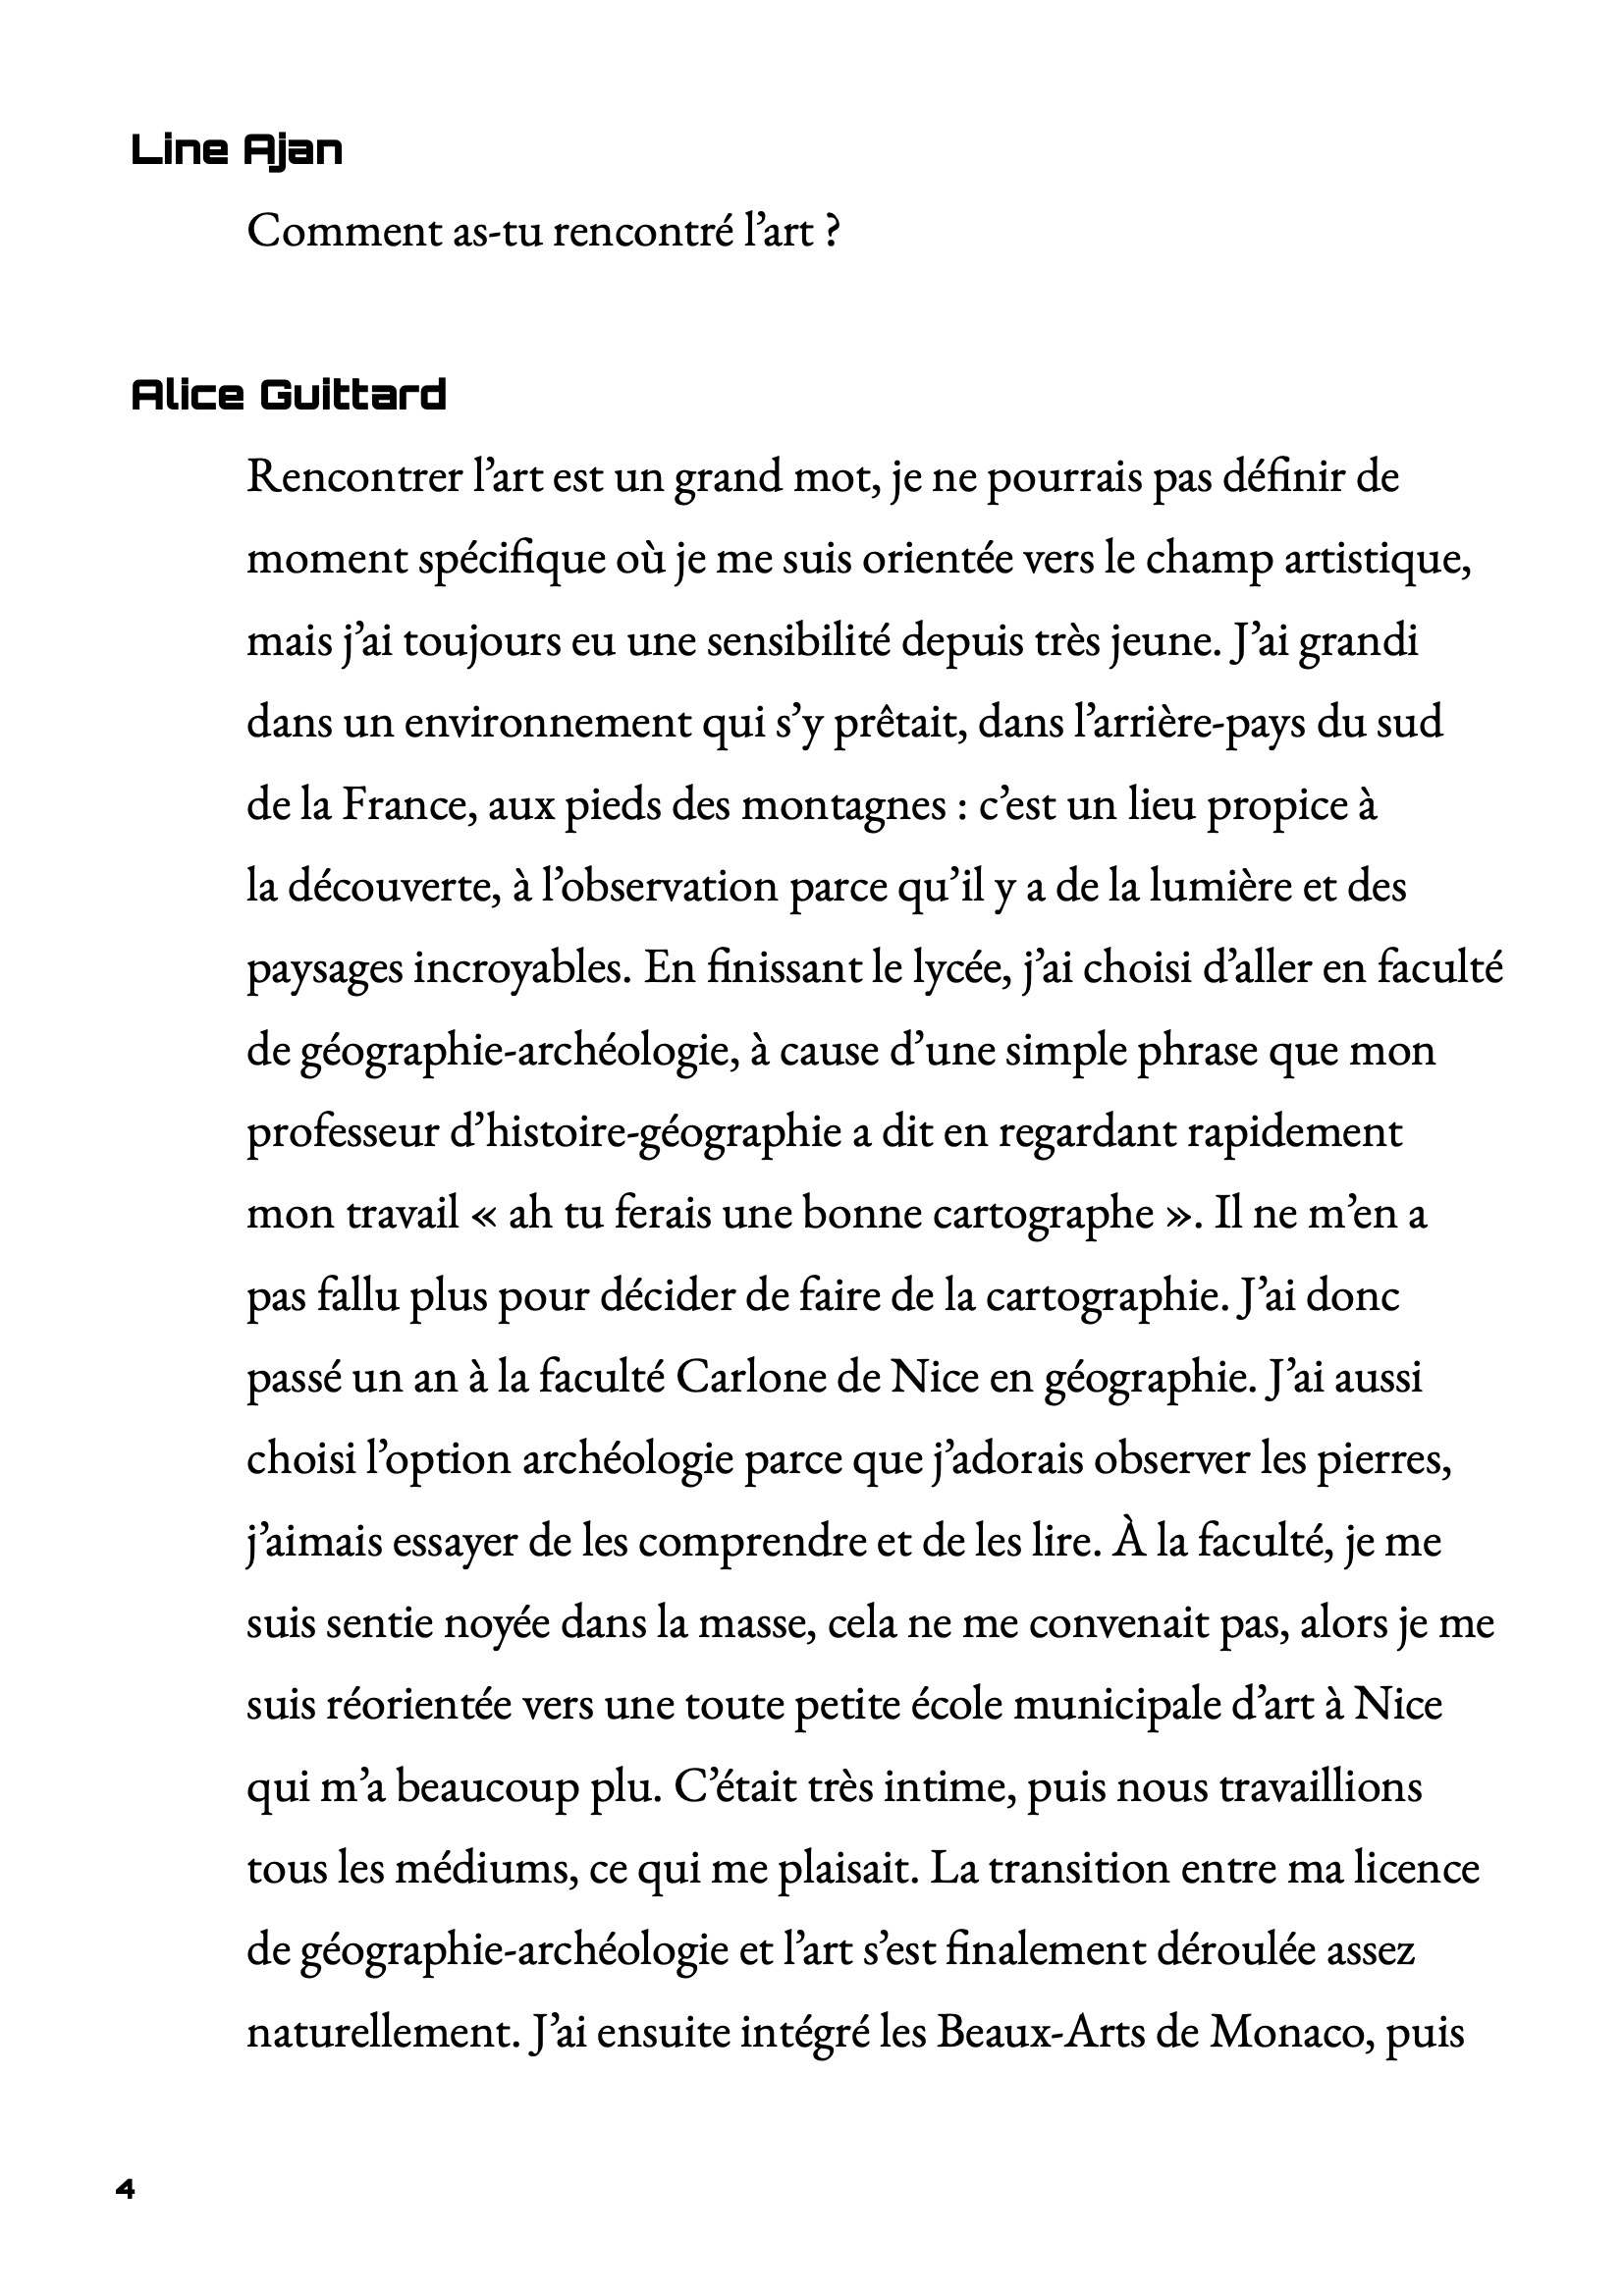 Line Ajan
Comment as-tu rencontré l’art ?
Alice Guittard
Rencontrer l’art est un grand mot, je ne pourrais pas définir de
moment spécifique où je me suis orientée vers le champ artistique,
mais j’ai toujours eu une sensibilité depuis très jeune. J’ai grandi
dans un environnement qui s’y prêtait, dans l’arrière-pays du sud
de la France, aux pieds des montagnes : c’est un lieu propice à
la découverte, à l’observation parce qu’il y a de la lumière et des
paysages incroyables. En finissant le lycée, j’ai choisi d’aller en faculté
de géographie-archéologie, à cause d’une simple phrase que mon
professeur d’histoire-géographie a dit en regardant rapidement
mon travail « ah tu ferais une bonne cartographe ». Il ne m’en a
pas fallu plus pour décider de faire de la cartographie. J’ai donc
passé un an à la faculté Carlone de Nice en géographie. J’ai aussi
choisi l’option archéologie parce que j’adorais observer les pierres,
j’aimais essayer de les comprendre et de les lire. À la faculté, je me
suis sentie noyée dans la masse, cela ne me convenait pas, alors je me
suis réorientée vers une toute petite école municipale d’art à Nice
qui m’a beaucoup plu. C’était très intime, puis nous travaillions
tous les médiums, ce qui me plaisait. La transition entre ma licence
de géographie-archéologie et l’art s’est finalement déroulée assez
naturellement. J’ai ensuite intégré les Beaux-Arts de Monaco, puis
4